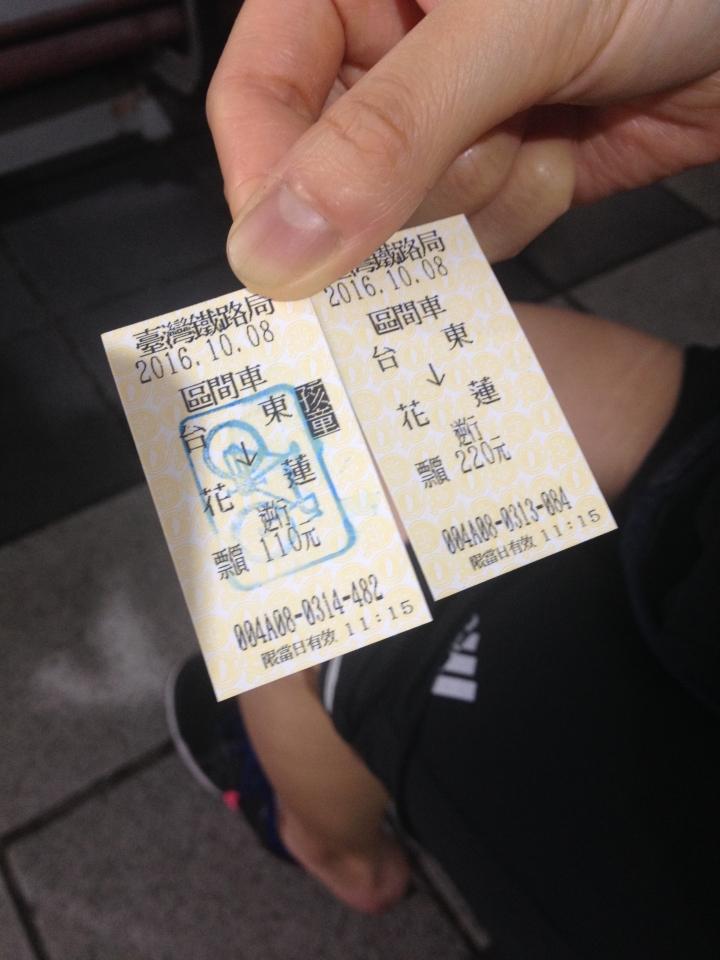 臺灣鐵路局
2016.10.08
區間車
台東
孩童
↓
花蓮
逆行
票價 110元
004A08-0314-482
限當日有效 11:15
臺灣鐵路局
2016.10.08
區間車
台東
↓
花蓮
逆行
票價 220元
004A08-0313-084
限當日有效 11:15